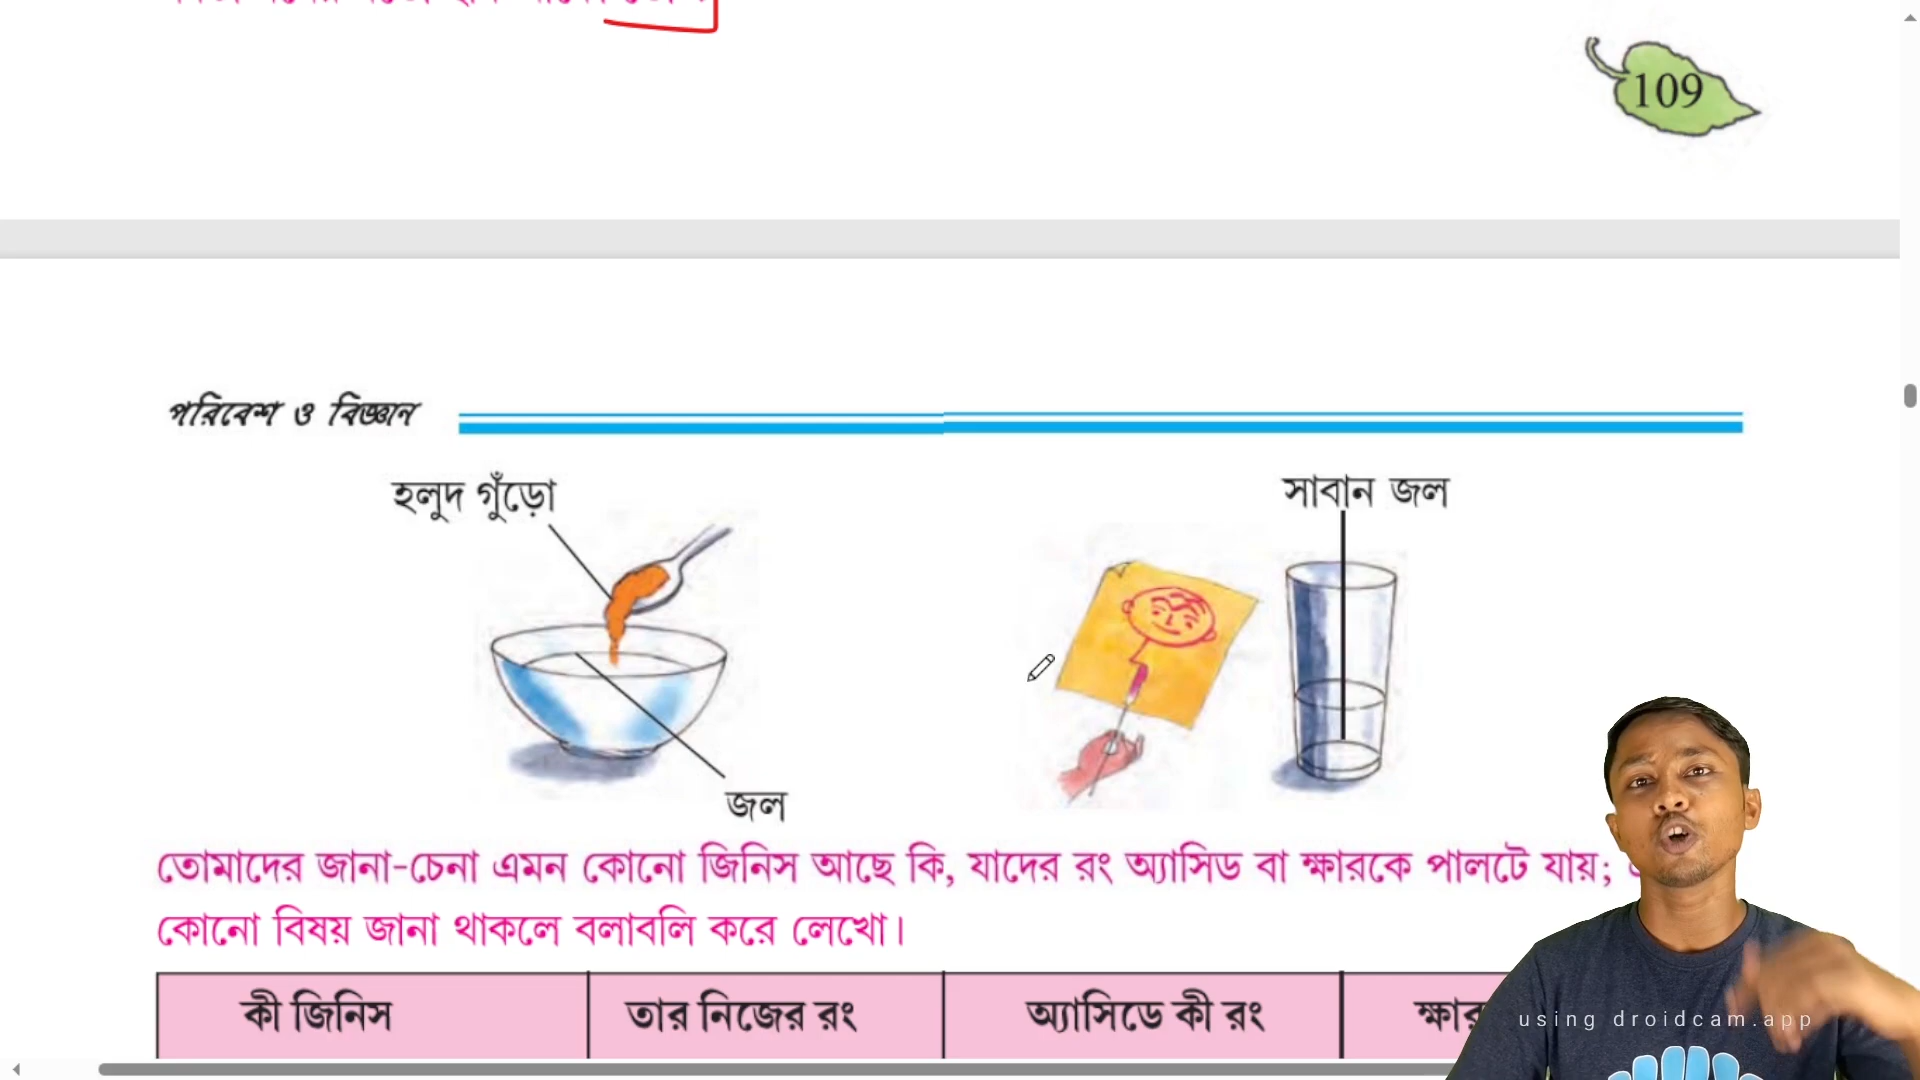 109
পরিবেশ ও বিজ্ঞান
হলুদ গুঁড়ো
সাবান জল
জল
তোমাদের জানা-চেনা এমন কোনো জিনিস আছে কি, যাদের রং অ্যাসিড বা ক্ষারকে পালটে যায়;
কোনো বিষয় জানা থাকলে বলাবলি করে লেখো।
কী জিনিস তার নিজের রং অ্যাসিডে কী রং
using droidcam.app